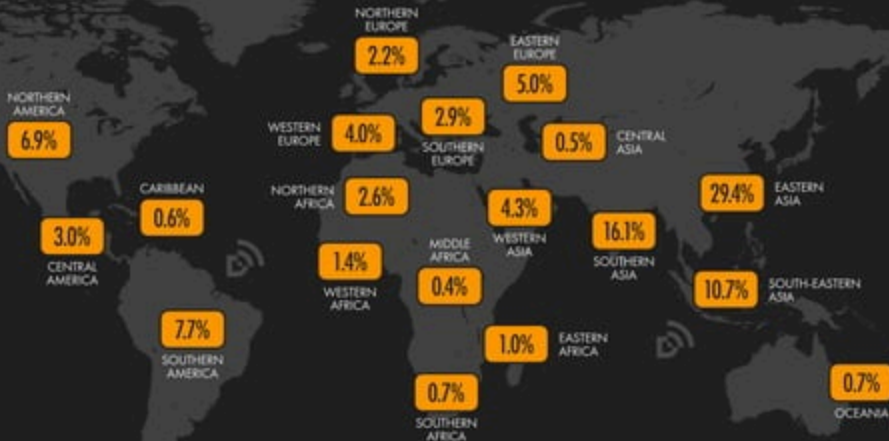 NORTHERN
EUROPE
2.2%
EASTERN
EUROPE
5.0%
NORTHERN
AMERICA
6.9%
WESTERN
EUROPE
4.0%
2.9%
SOUTHERN
EUROPE
0.5%
CENTRAL
ASIA
CARIBBEAN
0.6%
NORTHERN
AFRICA
2.6%
4.3%
WESTERN
ASIA
29.4%
EASTERN
ASIA
3.0%
CENTRAL
AMERICA
16.1%
SOUTHERN
ASIA
1.4%
WESTERN
AFRICA
MIDDLE
AFRICA
0.4%
10.7%
SOUTH-EASTERN
ASIA
7.7%
SOUTHERN
AMERICA
1.0%
EASTERN
AFRICA
0.7%
SOUTHERN
AFRICA
0.7%
OCEANIA